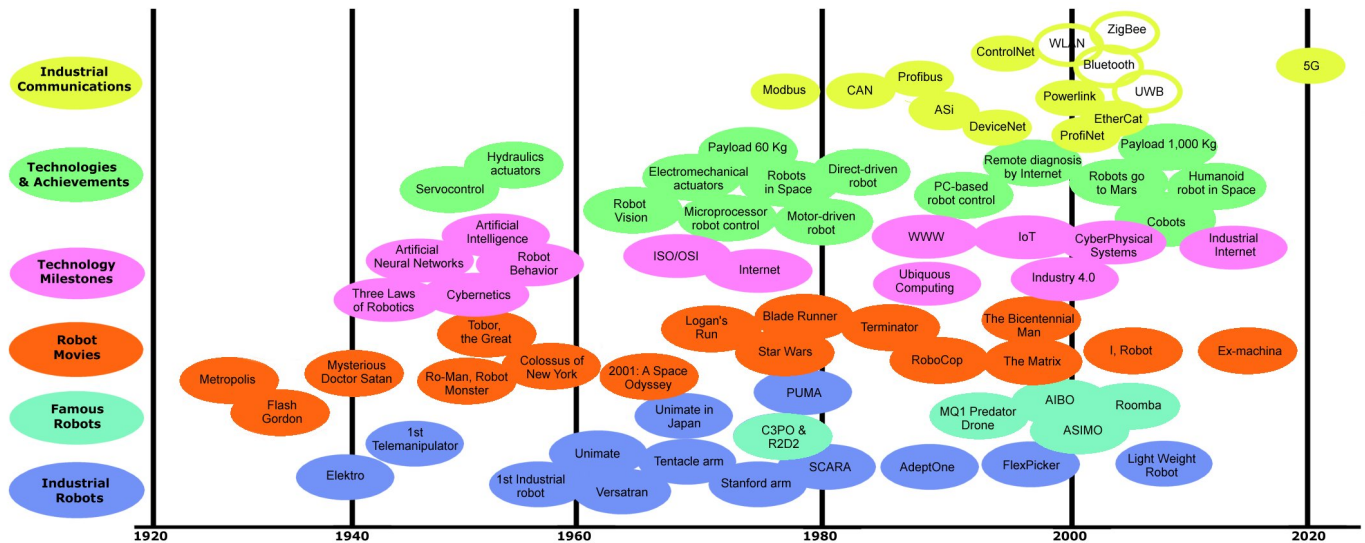 Industrial
Communications
Modbus
CAN
Profibus
ASi
ControlNet
DeviceNet
WLAN
ZigBee
Bluetooth
UWB
Powerlink
EtherCat
ProfiNet
5G
Technologies
& Achievements
Servocontrol
Hydraulics
actuators
Robot
Vision
Electromechanical
actuators
Payload 60 Kg
Microprocessor
robot control
Robots
in Space
Motor-driven
robot
Direct-driven
robot
PC-based
robot control
Remote diagnosis
by Internet
Robots go
to Mars
Payload 1,000 Kg
Cobots
Humanoid
robot in Space
Technology
Milestones
Three Laws
of Robotics
Artificial
Neural Networks
Artificial
Intelligence
Cybernetics
Robot
Behavior
ISO/OSI
Internet
WWW
Ubiquous
Computing
IoT
Industry 4.0
CyberPhysical
Systems
Industrial
Internet
Robot
Movies
Metropolis
Flash
Gordon
Mysterious
Doctor Satan
Tobor,
the Great
Ro-Man, Robot
Monster
Colossus of
New York
2001: A Space
Odyssey
Logan's
Run
Blade Runner
Star Wars
Terminator
RoboCop
The Bicentennial
Man
The Matrix
I, Robot
Ex-machina
Famous
Robots
C3PO &
R2D2
MQ1 Predator
Drone
AIBO
ASIMO
Roomba
Industrial
Robots
Elektro
1st
Telemanipulator
1st Industrial
robot
Unimate
Versatran
Unimate in
Japan
Tentacle arm
Stanford arm
PUMA
SCARA
AdeptOne
FlexPicker
Light Weight
Robot
1920
1940
1960
1980
2000
2020